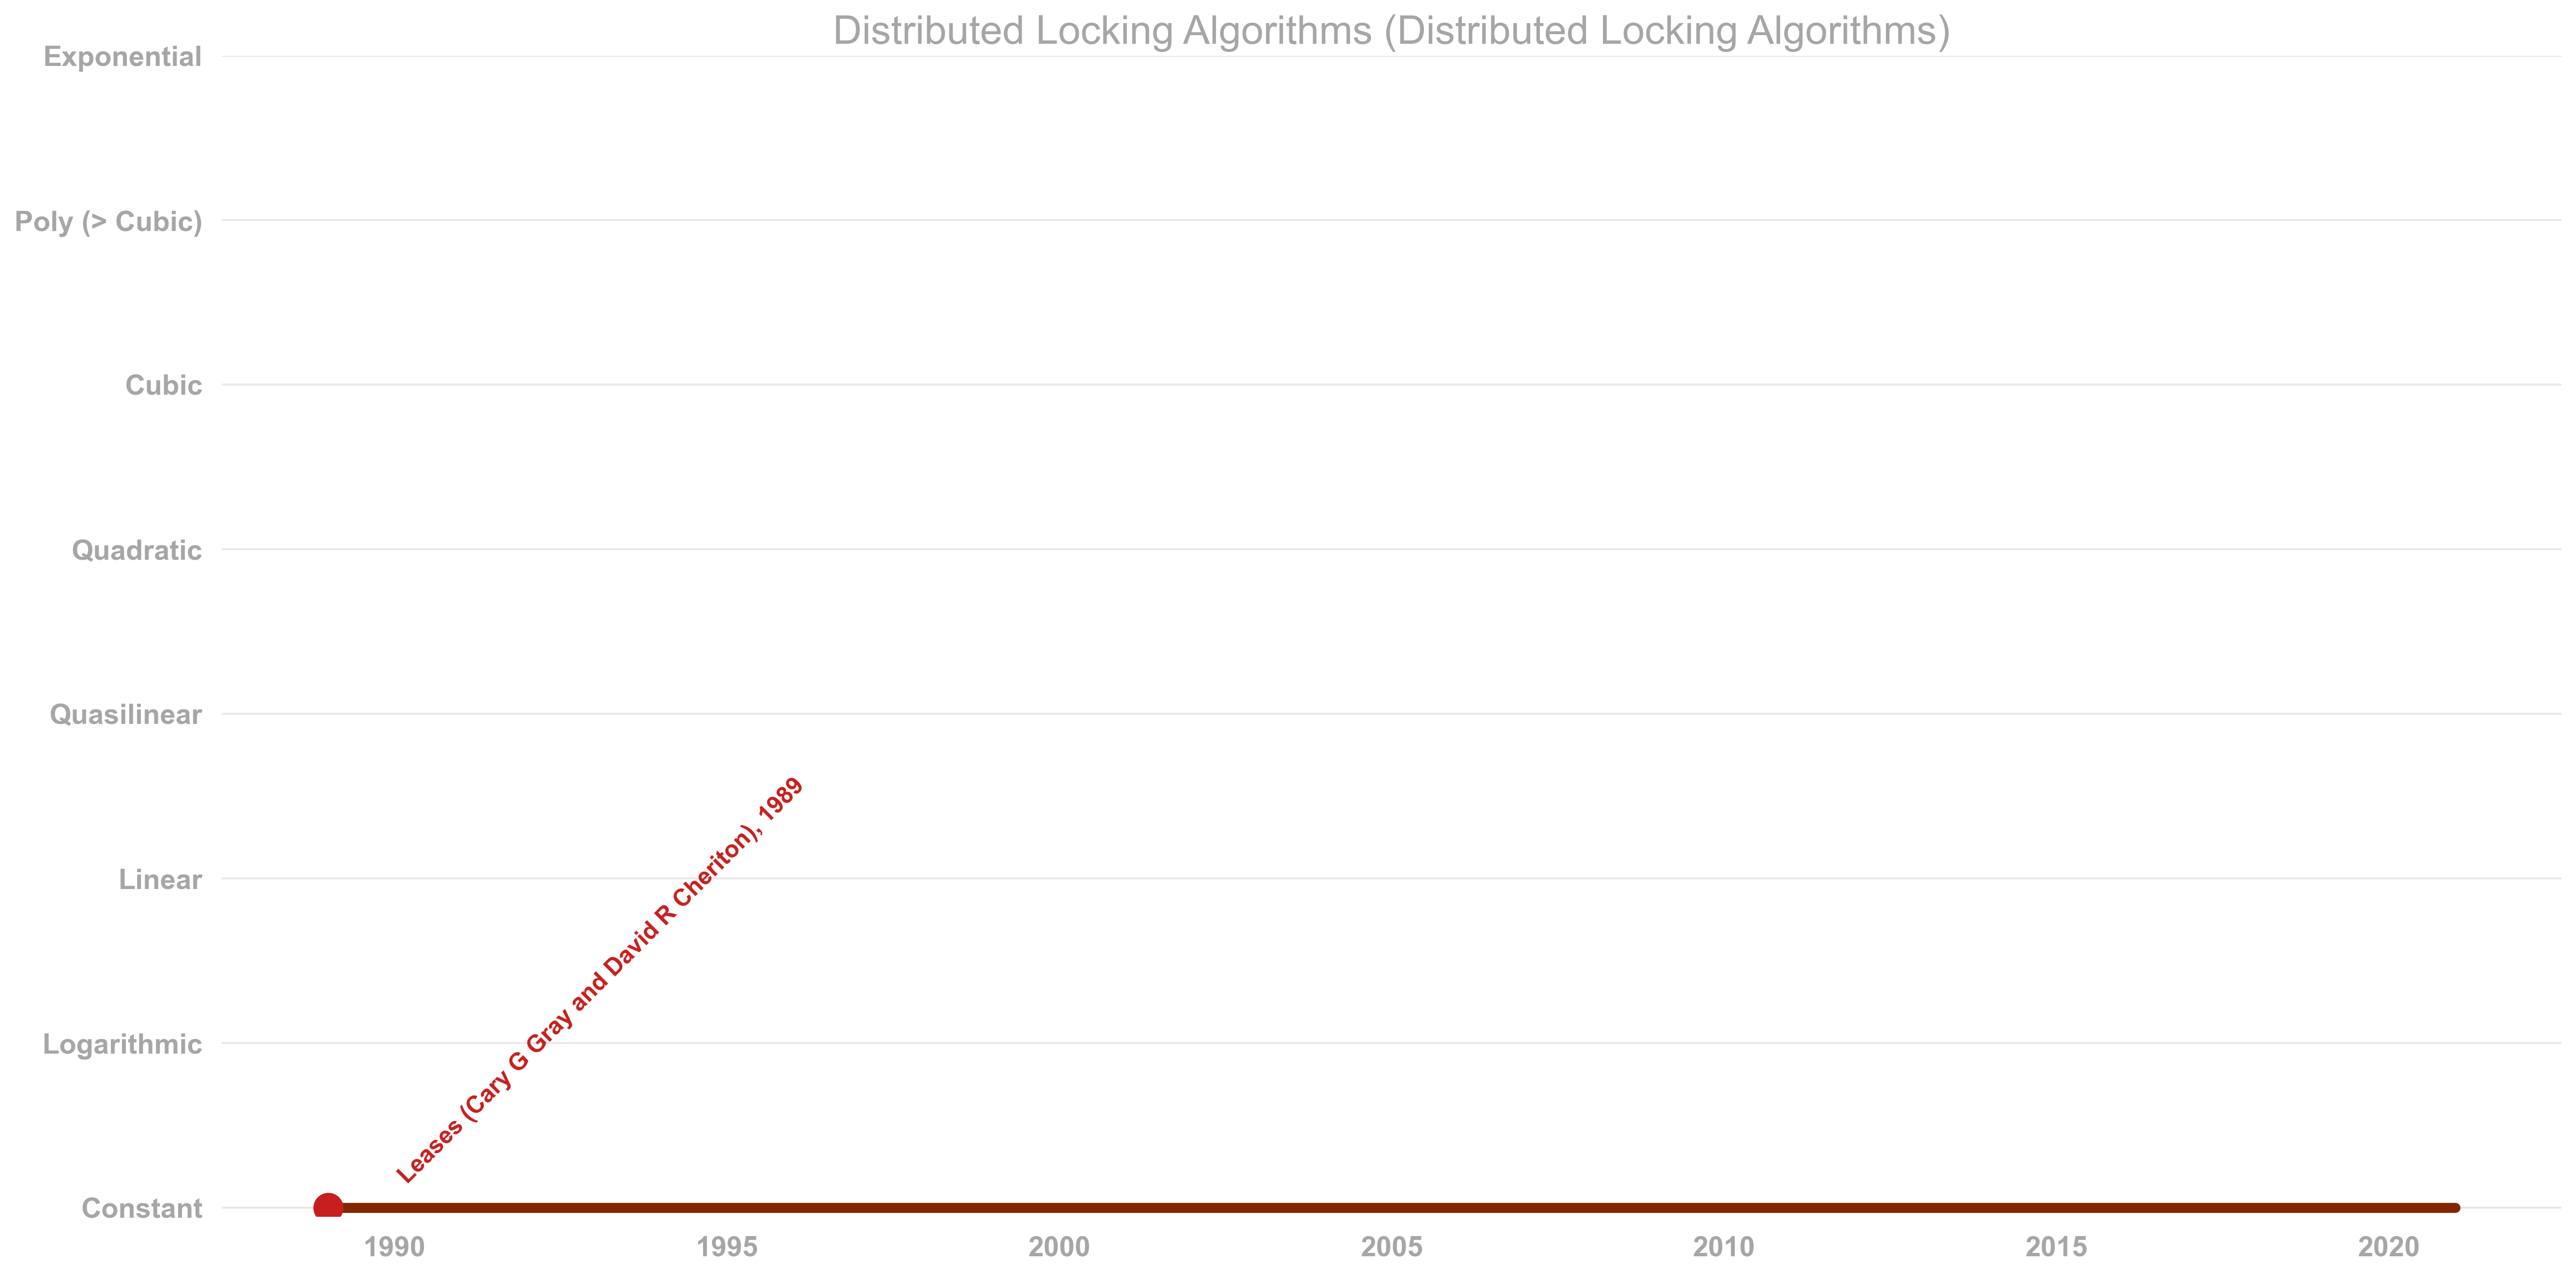 Distributed Locking Algorithms (Distributed Locking Algorithms)
Exponential
Poly (> Cubic)
Cubic
Quadratic
Quasilinear
Linear
Logarithmic
Constant
Leases (Cary G Gray and David R Cheriton), 1989
1990 1995 2000 2005 2010 2015 2020